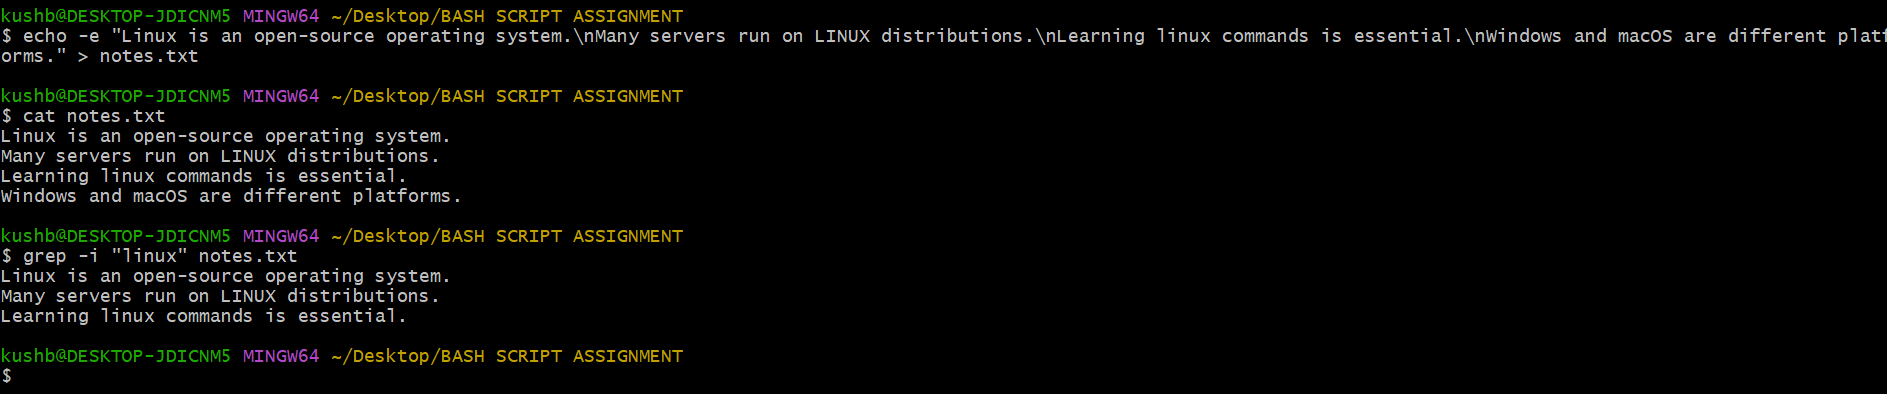 kushb@DESKTOP-JDICNM5 MINGW64 ~/Desktop/BASH SCRIPT ASSIGNMENT
$ echo -e "Linux is an open-source operating system.\nMany servers run on LINUX distributions.\nLearning linux commands is essential.\nWindows and macOS are different platf
orms." > notes.txt
kushb@DESKTOP-JDICNM5 MINGW64 ~/Desktop/BASH SCRIPT ASSIGNMENT
$ cat notes.txt
Linux is an open-source operating system.
Many servers run on LINUX distributions.
Learning linux commands is essential.
Windows and macOS are different platforms.
kushb@DESKTOP-JDICNM5 MINGW64 ~/Desktop/BASH SCRIPT ASSIGNMENT
$ grep -i "linux" notes.txt
Linux is an open-source operating system.
Many servers run on LINUX distributions.
Learning linux commands is essential.
kushb@DESKTOP-JDICNM5 MINGW64 ~/Desktop/BASH SCRIPT ASSIGNMENT
$